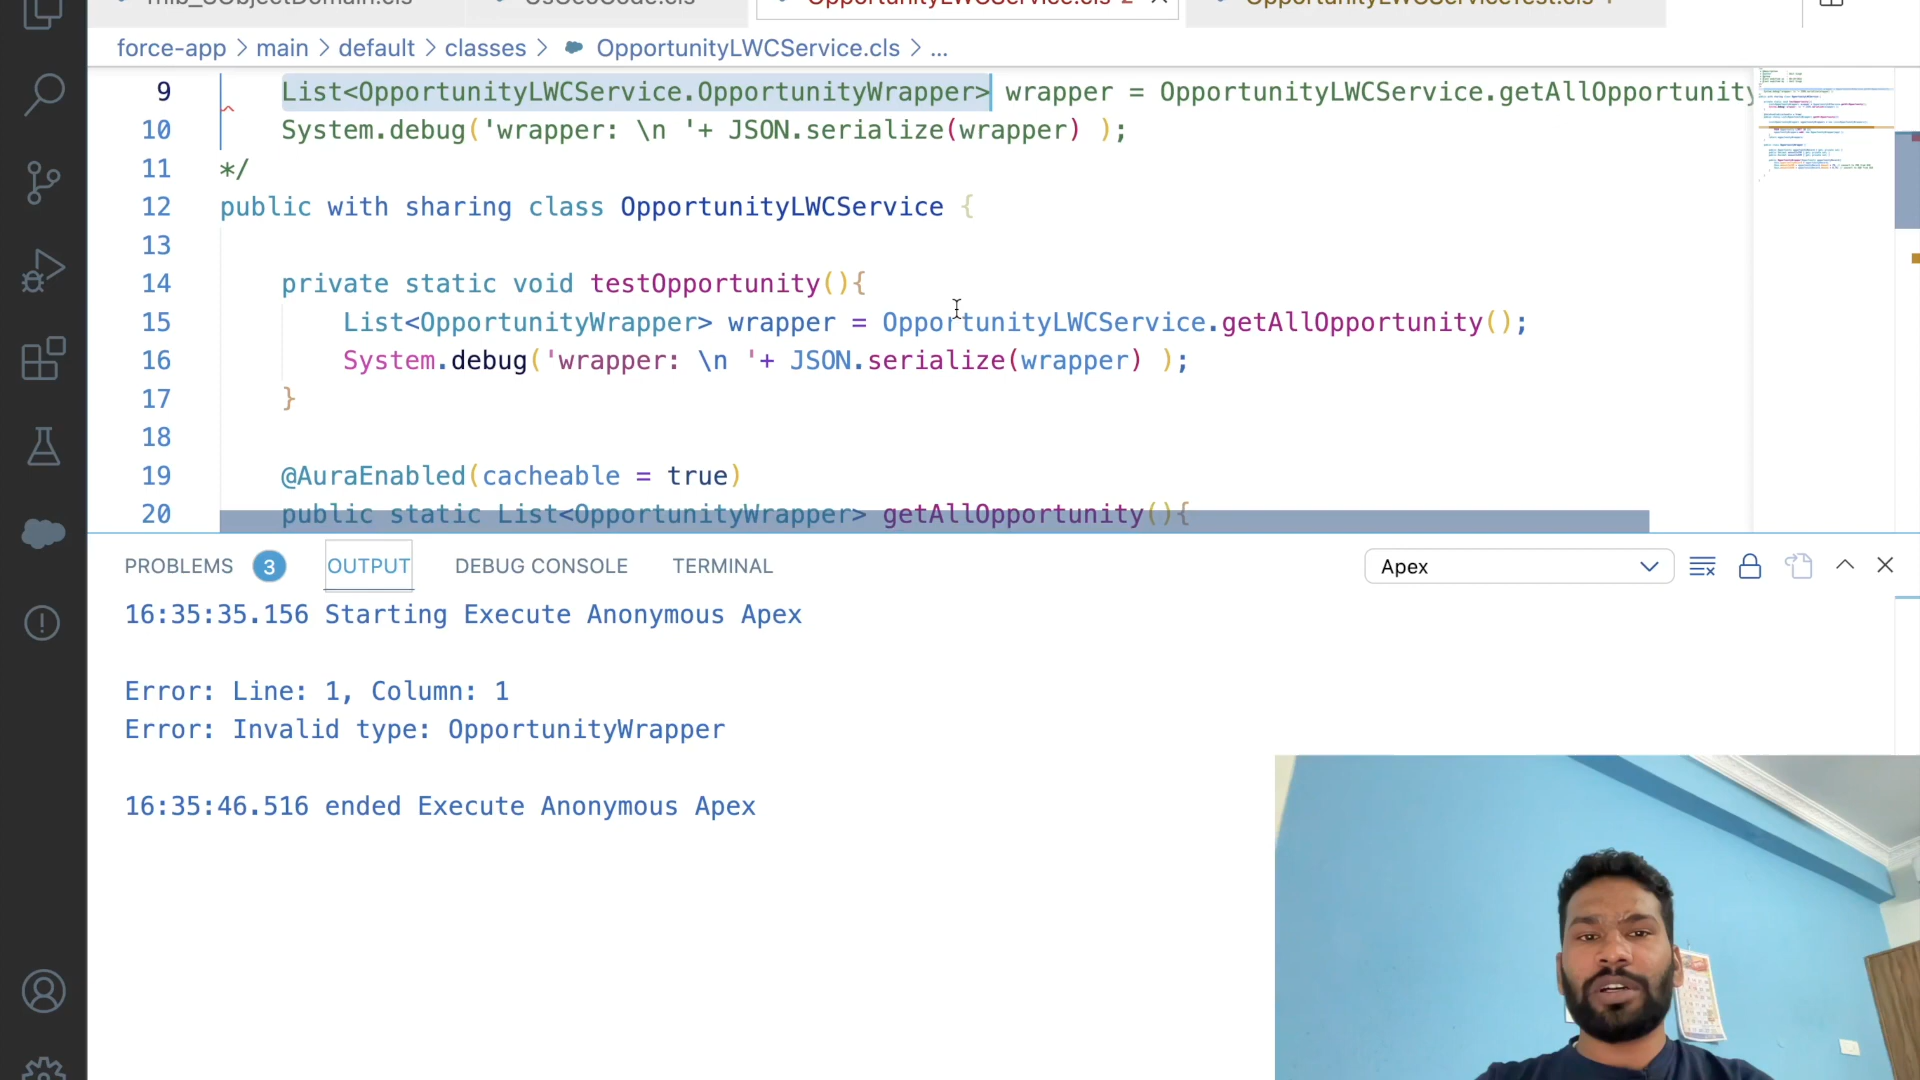 OpportunityLWCService.cls 2
force-app > main > default > classes > OpportunityLWCService.cls > ...
9 List<OpportunityLWCService.OpportunityWrapper> wrapper = OpportunityLWCService.getAllOpportunity
10 System.debug('wrapper: \n '+ JSON.serialize(wrapper) );
11 */
12 public with sharing class OpportunityLWCService {
13
14 private static void testOpportunity(){
15 List<OpportunityWrapper> wrapper = OpportunityLWCService.getAllOpportunity();
16 System.debug('wrapper: \n '+ JSON.serialize(wrapper) );
17 }
18
19 @AuraEnabled(cacheable = true)
20 public static List<OpportunityWrapper> getAllOpportunity(){
PROBLEMS 3 OUTPUT DEBUG CONSOLE TERMINAL Apex
16:35:35.156 Starting Execute Anonymous Apex
Error: Line: 1, Column: 1
Error: Invalid type: OpportunityWrapper
16:35:46.516 ended Execute Anonymous Apex